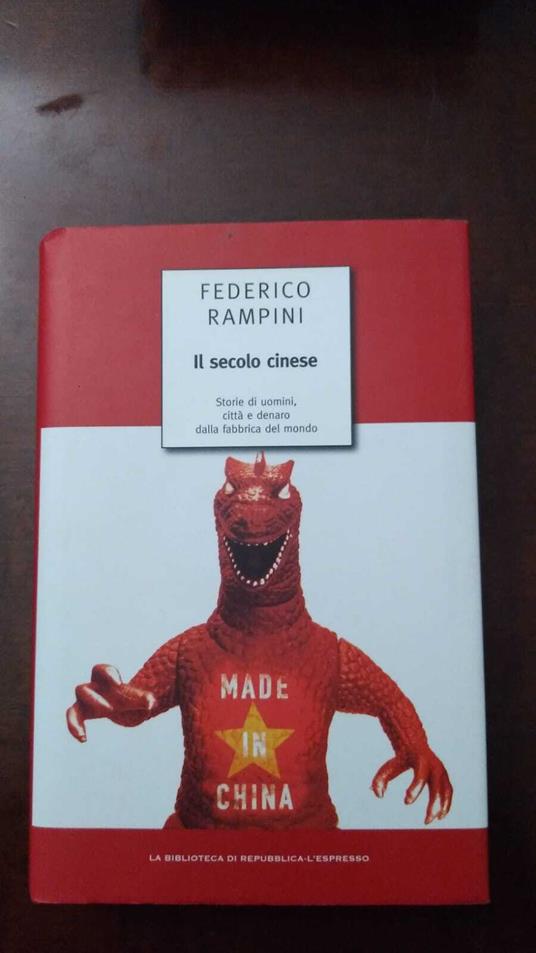 FEDERICO
RAMPINI
Il secolo cinese
Storie di uomini,
città e denaro
dalla fabbrica del mondo
MADE
IN
CHINA
LA BIBLIOTECA DI REPUBBLICA-L'ESPRESSO